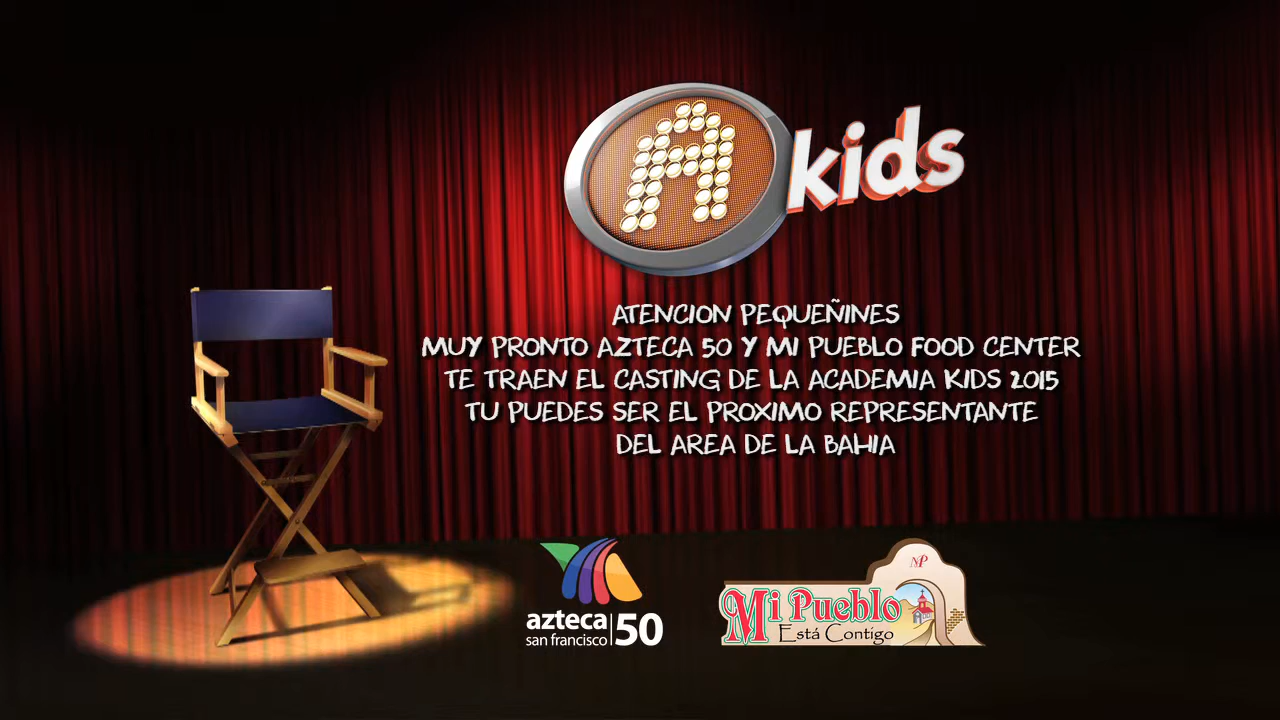 A kids
ATENCION PEQUEÑINES
MUY PRONTO AZTECA 50 Y MI PUEBLO FOOD CENTER
TE TRAEN EL CASTING DE LA ACADEMIA KIDS 2015
TU PUEDES SER EL PROXIMO REPRESENTANTE
DEL AREA DE LA BAHIA
azteca
san francisco 50
MP
Mi Pueblo
Está Contigo